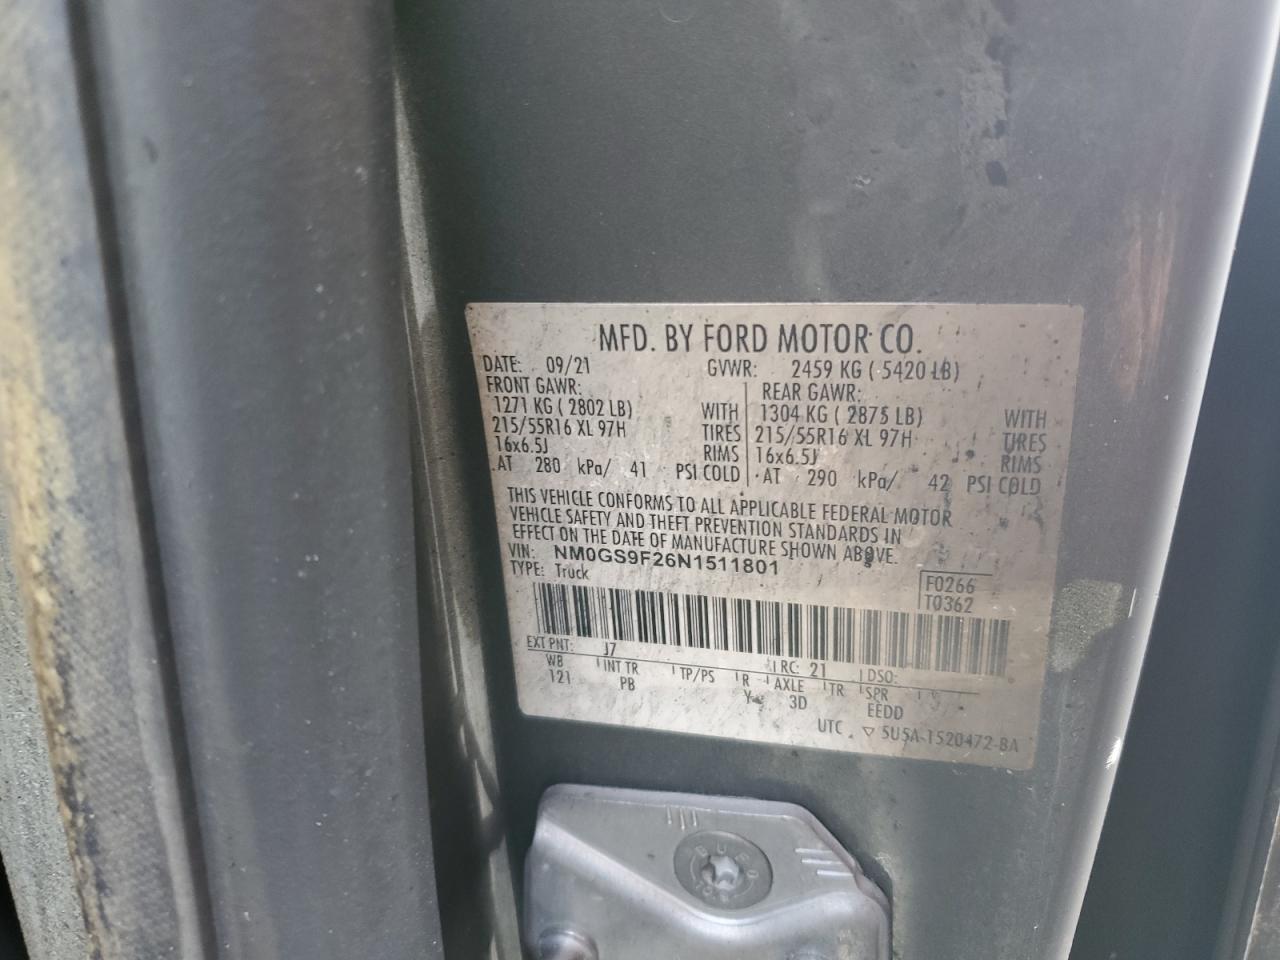 MFD. BY FORD MOTOR CO.
DATE: 09/21 GVWR: 2459 KG ( 5420 LB)
FRONT GAWR: REAR GAWR:
1271 KG ( 2802 LB) WITH 1304 KG ( 2875 LB) WITH
215/55R16 XL 97H TIRES 215/55R16 XL 97H TIRES
16x6.5J RIMS 16x6.5J RIMS
AT 280 kPa/ 41 PSI COLD AT 290 kPa/ 42 PSI COLD
THIS VEHICLE CONFORMS TO ALL APPLICABLE FEDERAL MOTOR
VEHICLE SAFETY AND THEFT PREVENTION STANDARDS IN
EFFECT ON THE DATE OF MANUFACTURE SHOWN ABOVE.
VIN: NM0GS9F26N1511801
TYPE: Truck
F0266
T0362
EXT PNT: J7 RC: 21 DSO:
WB INT TR TP/PS R AXLE TR SPR
121 PB Y 3D EEDD
UTC ▽ 5U5A-1520472-BA